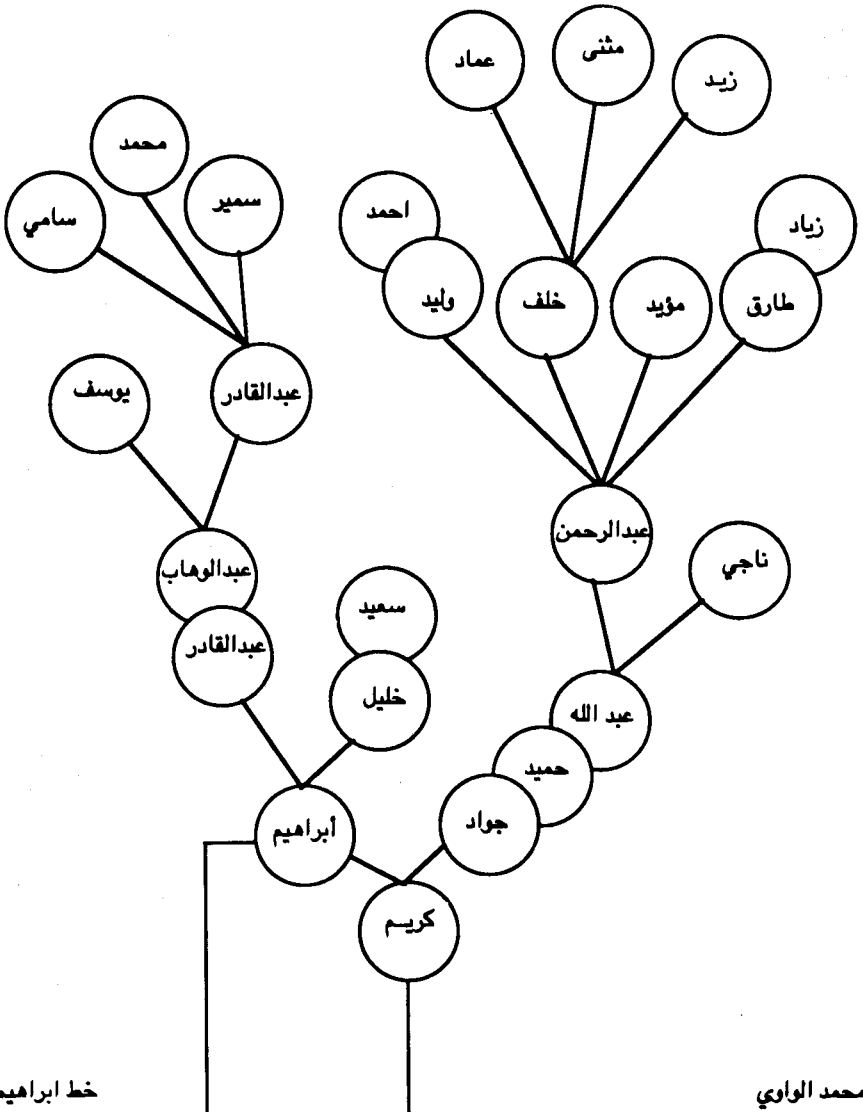 مثنى
عماد
زيد
محمد
سمير
سامي
احمد
زياد
وليد
خلف
مؤيد
طارق
يوسف
عبدالقادر
عبدالرحمن
ناجي
عبدالوهاب
سعيد
عبدالقادر
خليل
عبد الله
حميد
جواد
أبراهيم
كريم
محمد الواوي
خط ابراهيم